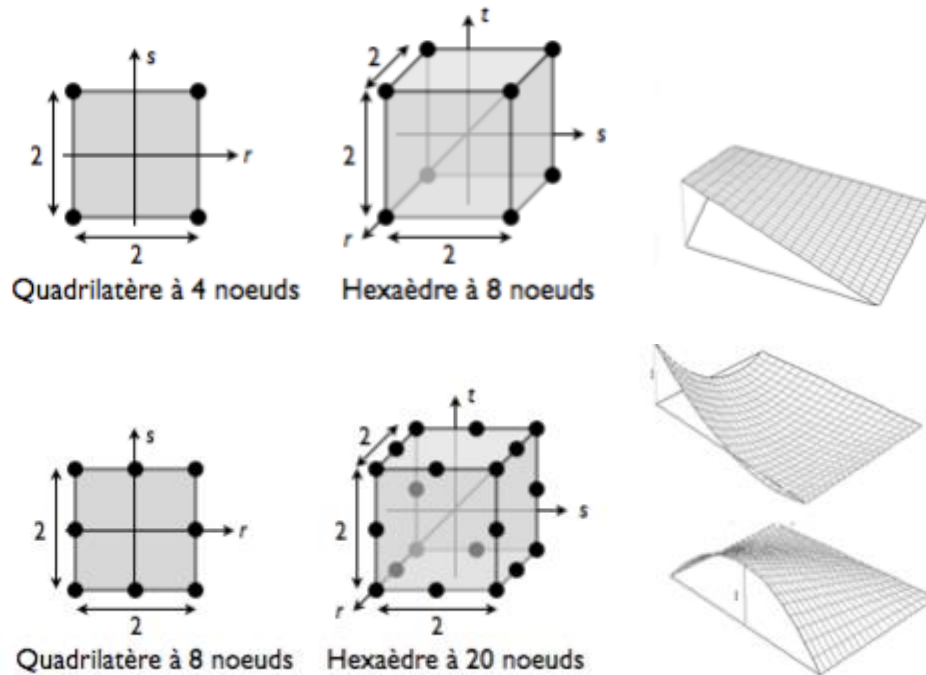 s
2
r
2
Quadrilatère à 4 noeuds
t
2
2
s
r
2
Hexaèdre à 8 noeuds
s
2
r
2
Quadrilatère à 8 noeuds
t
2
2
s
r
2
Hexaèdre à 20 noeuds